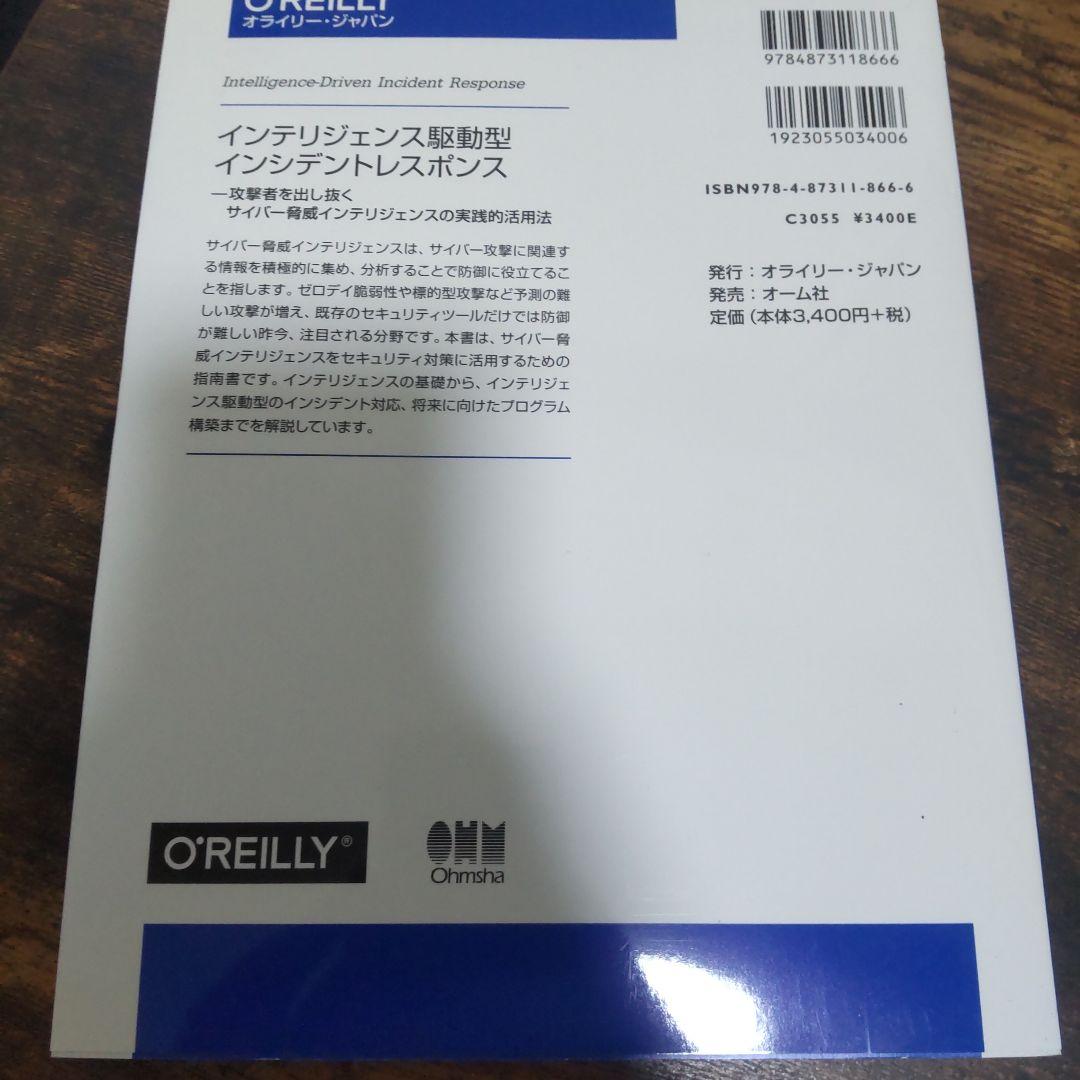 O'REILLY
オライリー・ジャパン
Intelligence-Driven Incident Response
インテリジェンス駆動型
インシデントレスポンス
―攻撃者を出し抜く
サイバー脅威インテリジェンスの実践的活用法
サイバー脅威インテリジェンスは、サイバー攻撃に関連す
る情報を積極的に集め、分析することで防御に役立てるこ
とを指します。ゼロデイ脆弱性や標的型攻撃など予測の難
しい攻撃が増え、既存のセキュリティツールだけでは防御
が難しい昨今、注目される分野です。本書は、サイバー脅
威インテリジェンスをセキュリティ対策に活用するための
指南書です。インテリジェンスの基礎から、インテリジェ
ンス駆動型のインシデント対応、将来に向けたプログラム
構築までを解説しています。
9784873118666
1923055034006
ISBN978-4-87311-866-6
C3055 ¥3400E
発行：オライリー・ジャパン
発売：オーム社
定価（本体3,400円+税）
O'REILLY®
OHM
Ohmsha